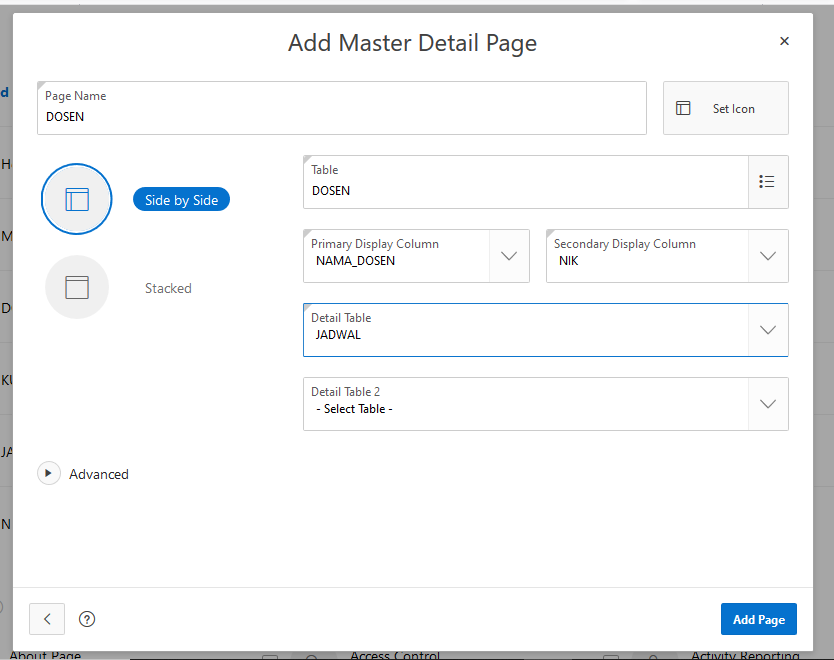 Add Master Detail Page
Page Name
DOSEN
Set Icon
Side by Side
Stacked
Table
DOSEN
Primary Display Column
NAMA_DOSEN
Secondary Display Column
NIK
Detail Table
JADWAL
Detail Table 2
- Select Table -
Advanced
Add Page
d
H
M
D
KU
JA
N
About Page
Access Control
Activity Reporting